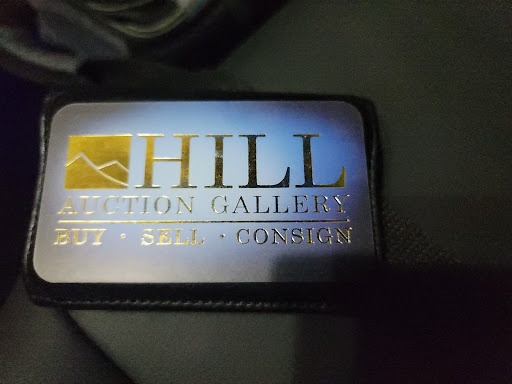 HILL
AUCTION GALLERY
BUY · SELL · CONSIGN